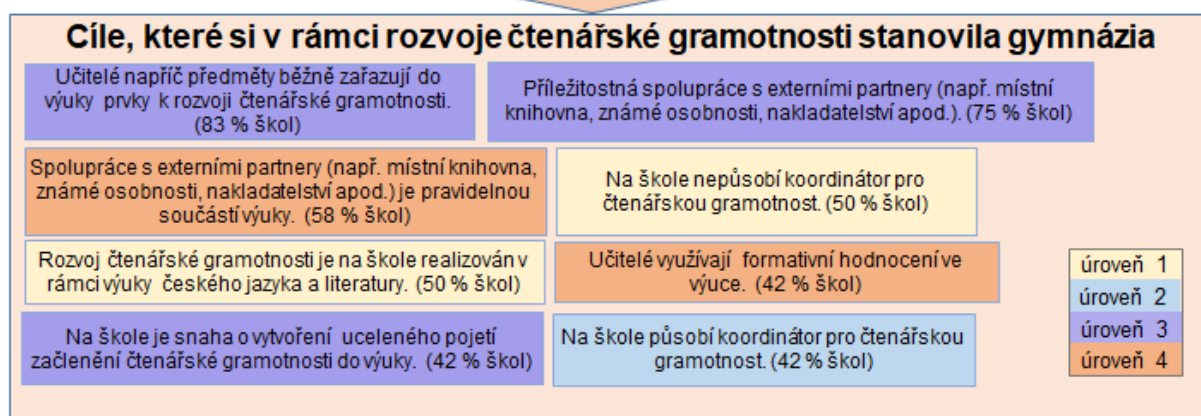 Cíle, které si v rámci rozvoje čtenářské gramotnosti stanovila gymnázia
Učitelé napříč předměty běžně zařazují do
výuky prvky k rozvoji čtenářské gramotnosti.
(83 % škol)
Příležitostná spolupráce s externími partnery (např. místní
knihovna, známé osobnosti, nakladatelství apod.). (75 % škol)
Spolupráce s externími partnery (např. místní knihovna,
známé osobnosti, nakladatelství apod.) je pravidelnou
součástí výuky. (58 % škol)
Na škole nepůsobí koordinátor pro
čtenářskou gramotnost. (50 % škol)
Rozvoj čtenářské gramotnosti je na škole realizován v
rámci výuky českého jazyka a literatury. (50 % škol)
Učitelé využívají formativní hodnocení ve
výuce. (42 % škol)
Na škole je snaha o vytvoření uceleného pojetí
začlenění čtenářské gramotnosti do výuky. (42 % škol)
Na škole působí koordinátor pro čtenářskou
gramotnost. (42 % škol)
úroveň 1
úroveň 2
úroveň 3
úroveň 4